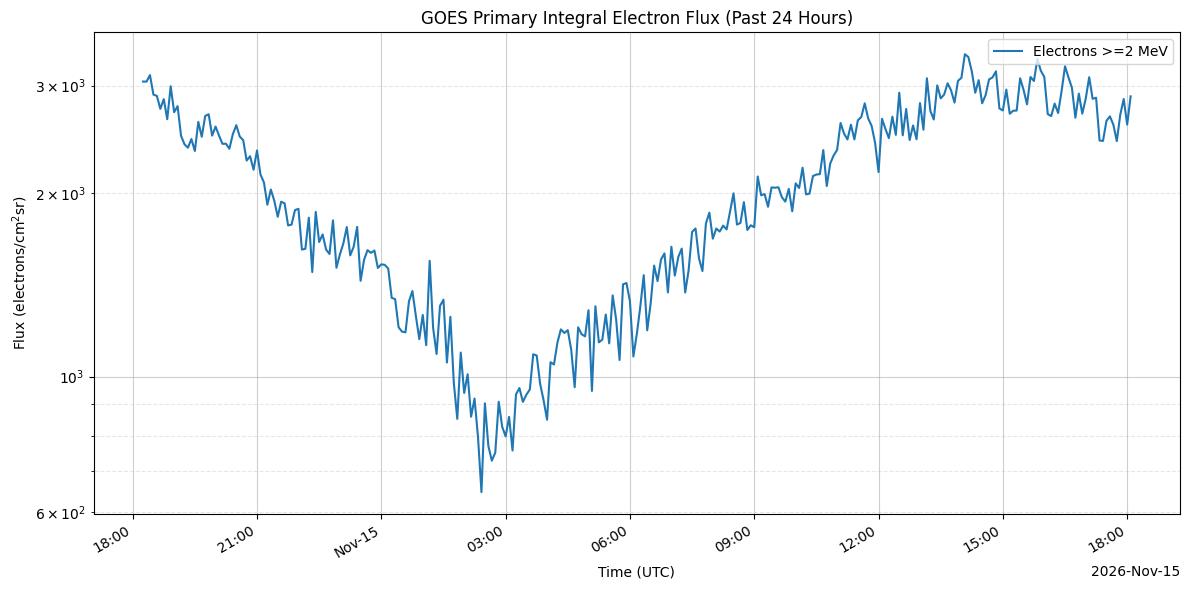 GOES Primary Integral Electron Flux (Past 24 Hours)
Electrons >=2 MeV
Flux (electrons/cm²sr)
3 × 10³
2 × 10³
10³
6 × 10²
18:00
21:00
Nov-15
03:00
06:00
09:00
12:00
15:00
18:00
Time (UTC)
2026-Nov-15